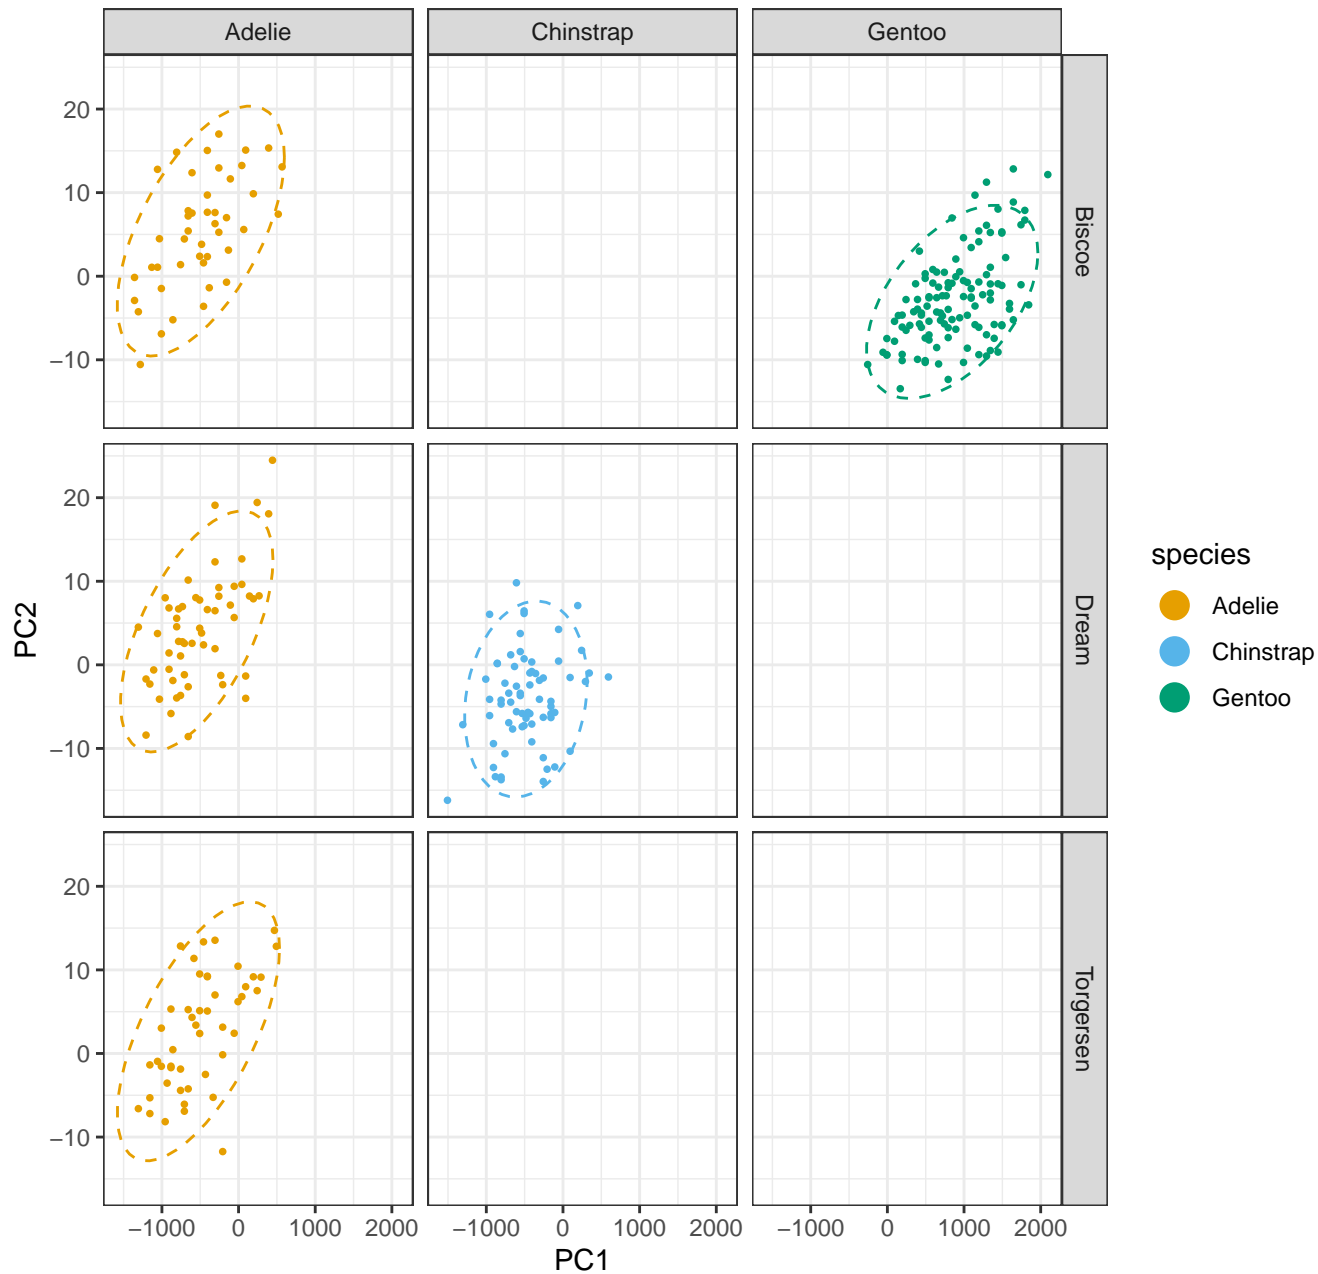 Adelie Chinstrap Gentoo
20
10
0
−10
Biscoe
20
10
0
−10
Dream
20
10
0
−10
Torgersen
PC2
−1000 0 1000 2000 −1000 0 1000 2000 −1000 0 1000 2000
PC1
species
Adelie
Chinstrap
Gentoo